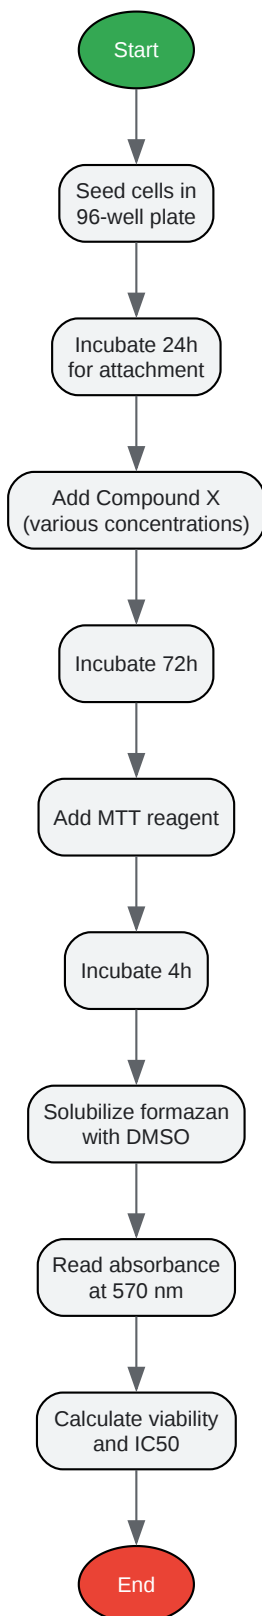 Start
Seed cells in
96-well plate
Incubate 24h
for attachment
Add Compound X
(various concentrations)
Incubate 72h
Add MTT reagent
Incubate 4h
Solubilize formazan
with DMSO
Read absorbance
at 570 nm
Calculate viability
and IC50
End